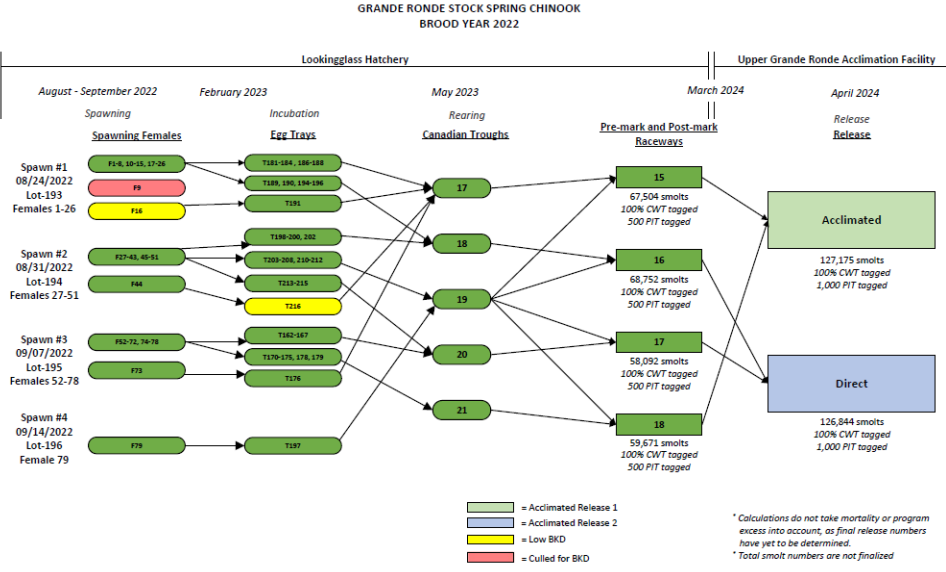 GRANDE RONDE STOCK SPRING CHINOOK
BROOD YEAR 2022
Lookingglass Hatchery
Upper Grande Ronde Acclimation Facility
August - September 2022
February 2023
May 2023
March 2024
April 2024
Spawning
Incubation
Rearing
Release
Spawning Females
Egg Trays
Canadian Troughs
Pre-mark and Post-mark
Raceways
Release
Spawn #1
08/24/2022
Lot-193
Females 1-26
F1-8, 10-15, 17-26
F9
F16
T181-184 , 186-188
T189, 190, 194-196
T191
Spawn #2
08/31/2022
Lot-194
Females 27-51
F27-43, 45-51
F44
T198-200, 202
T203-208, 210-212
T213-215
T216
Spawn #3
09/07/2022
Lot-195
Females 52-78
F52-72, 74-78
F73
T162-167
T170-175, 178, 179
T176
Spawn #4
09/14/2022
Lot-196
Female 79
F79
T197
17
18
19
20
21
15
67,504 smolts
100% CWT tagged
500 PIT tagged
16
68,752 smolts
100% CWT tagged
500 PIT tagged
17
58,092 smolts
100% CWT tagged
500 PIT tagged
18
59,671 smolts
100% CWT tagged
500 PIT tagged
Acclimated
127,175 smolts
100% CWT tagged
1,000 PIT tagged
Direct
126,844 smolts
100% CWT tagged
1,000 PIT tagged
= Acclimated Release 1
= Acclimated Release 2
= Low BKD
= Culled for BKD
* Calculations do not take mortality or program
excess into account, as final release numbers
have yet to be determined.
* Total smolt numbers are not finalized